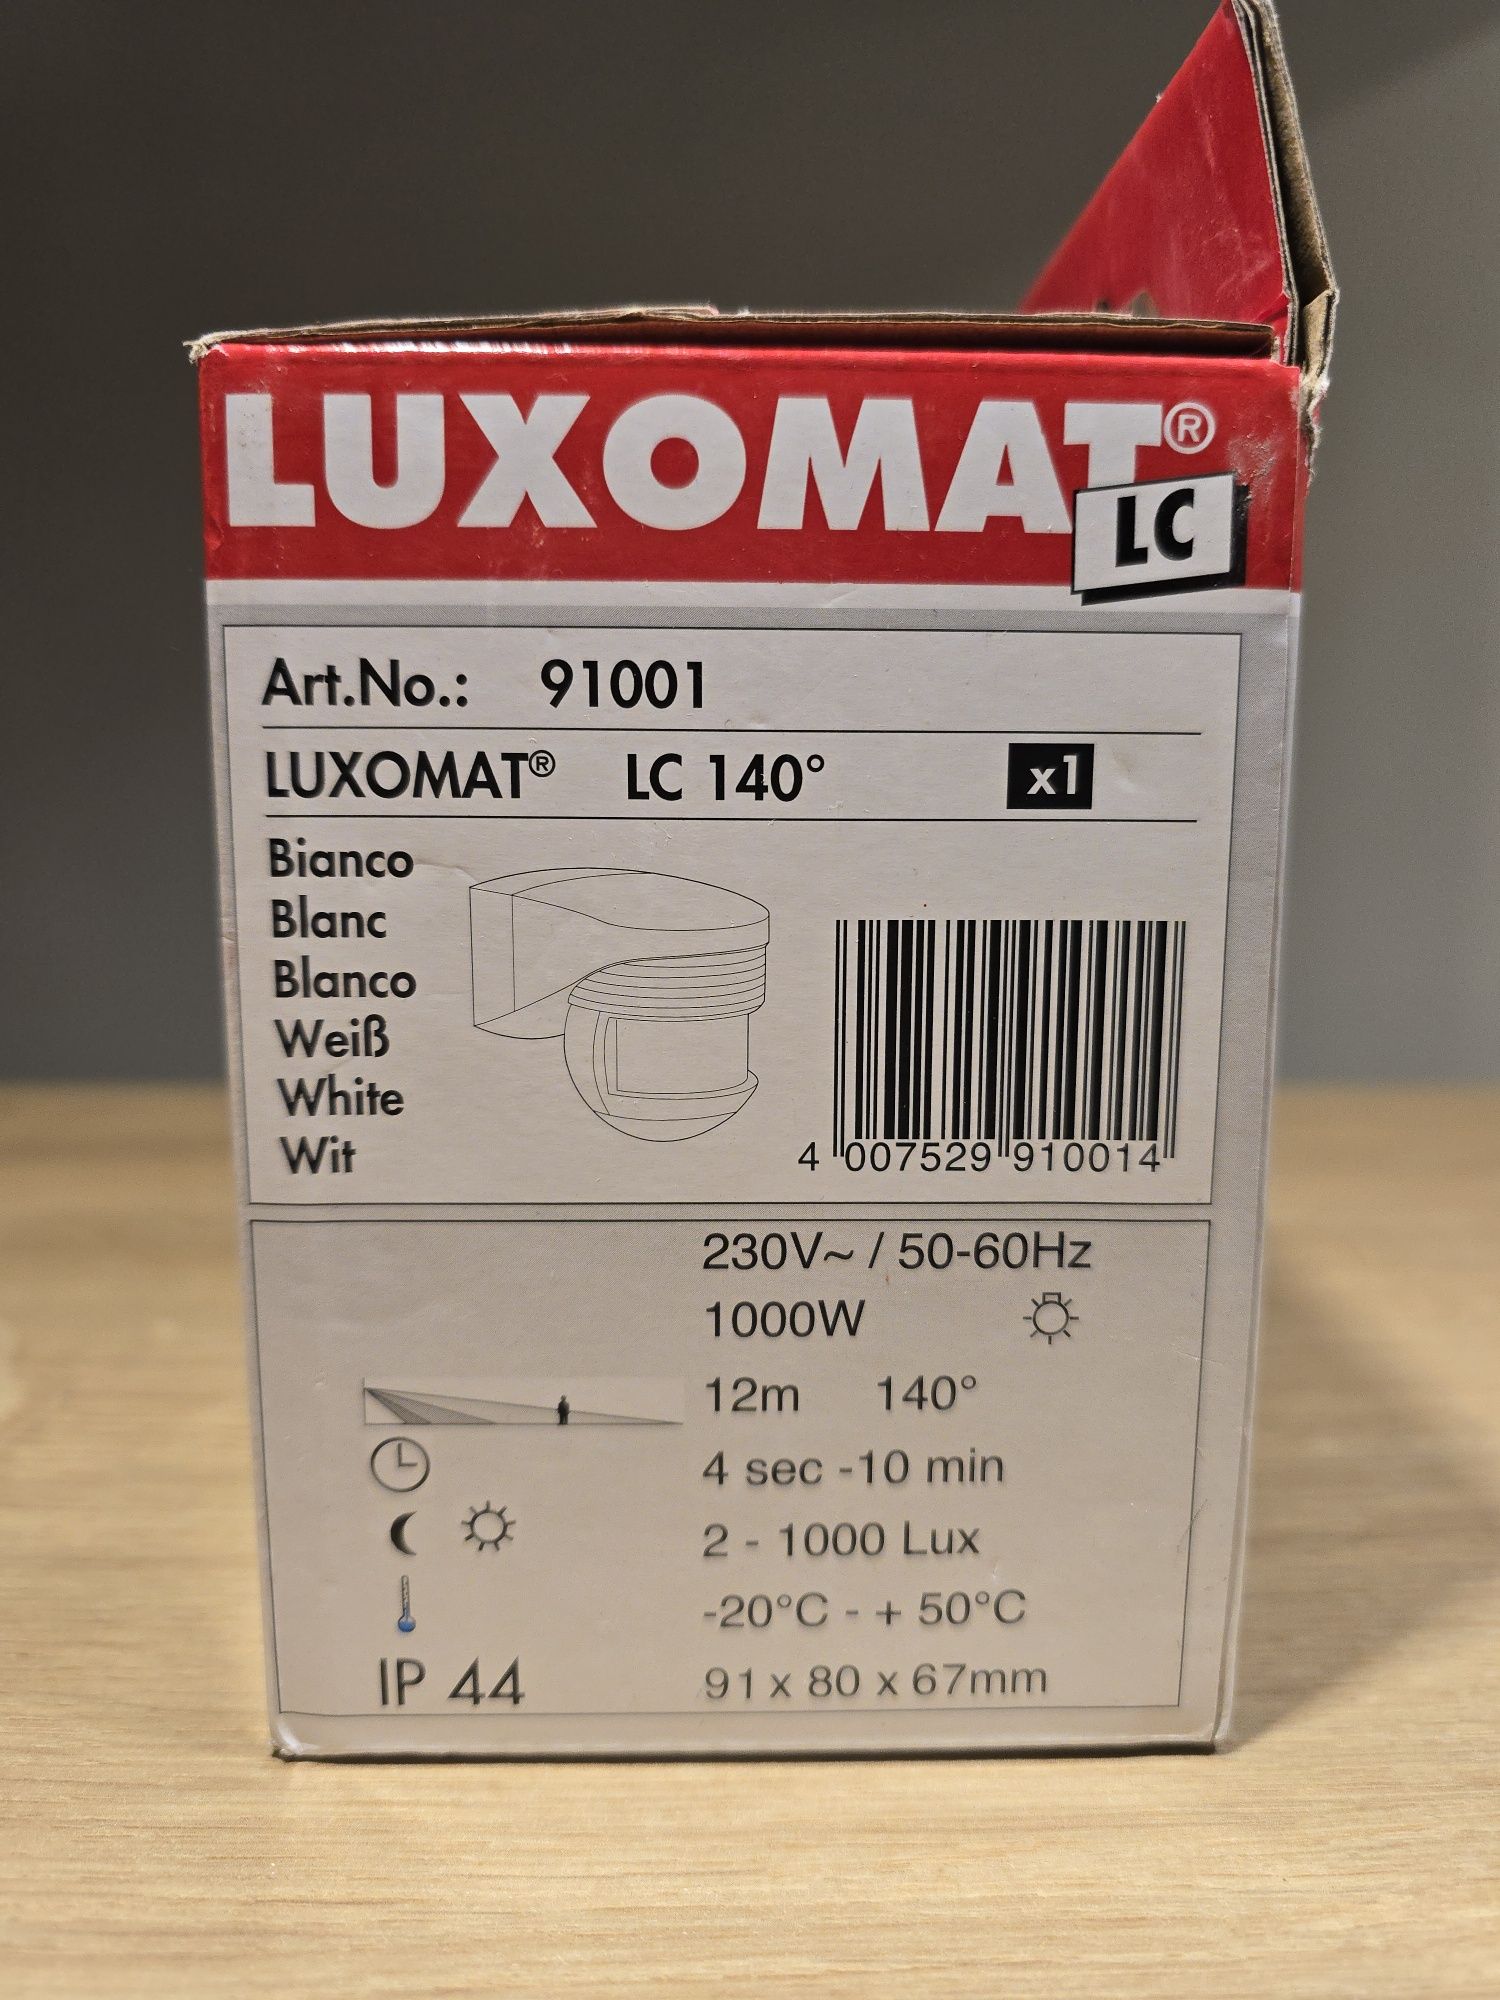 LUXOMAT®
LC
Art.No.: 91001
LUXOMAT® LC 140° x1
Bianco
Blanc
Blanco
Weiß
White
Wit
4 007529 910014
230V~ / 50-60Hz
1000W
12m 140°
4 sec -10 min
2 - 1000 Lux
-20°C - + 50°C
IP 44 91 x 80 x 67mm